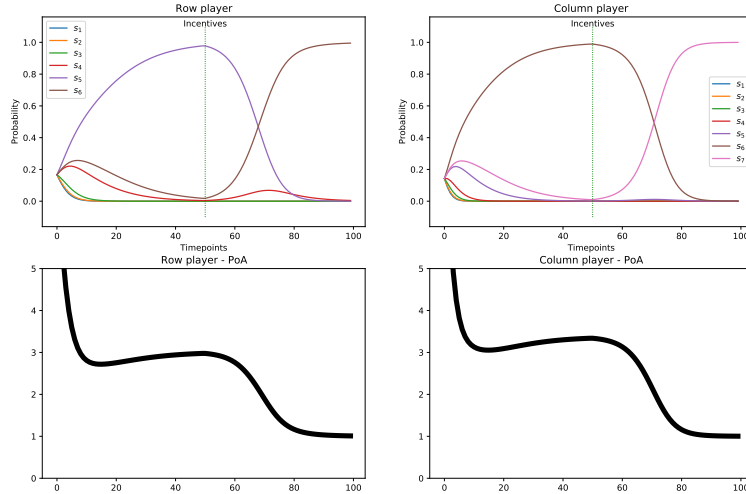 Row player
Incentives
Probability
1.0
0.8
0.6
0.4
0.2
0.0
s1
s2
s3
s4
s5
s6
0 20 40 60 80 100
Timepoints
Column player
Incentives
Probability
1.0
0.8
0.6
0.4
0.2
0.0
s1
s2
s3
s4
s5
s6
s7
0 20 40 60 80 100
Timepoints
Row player - PoA
5
4
3
2
1
0
0 20 40 60 80 100
Column player - PoA
5
4
3
2
1
0
0 20 40 60 80 100